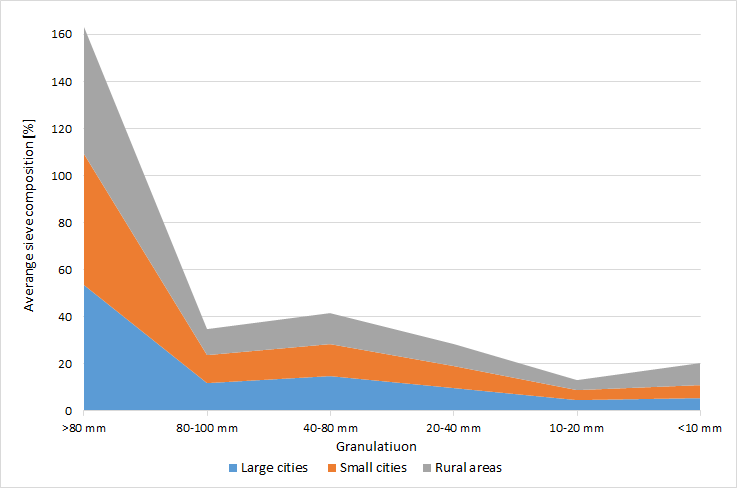 160
140
120
100
80
60
40
20
0
Averange sieve composition [%]
>80 mm 80-100 mm 40-80 mm 20-40 mm 10-20 mm <10 mm
Granulatiuon
Large cities Small cities Rural areas